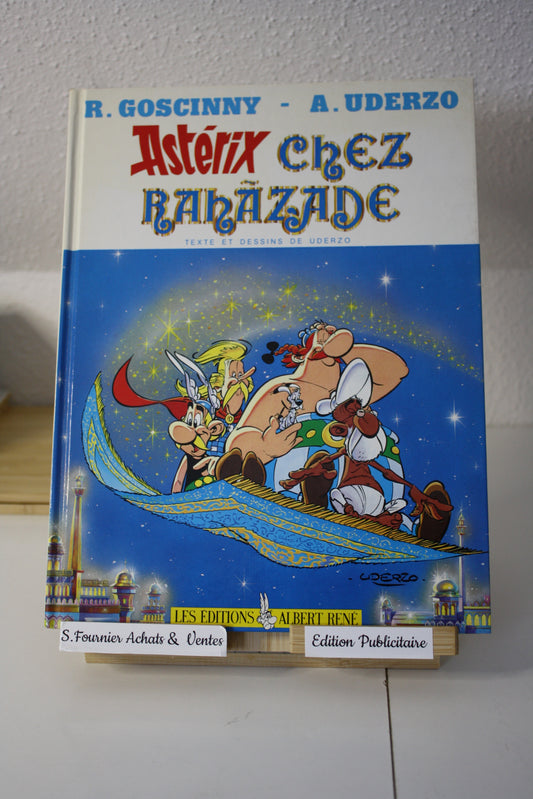 R. GOSCINNY - A. UDERZO
Astérix CHEZ
RAHÃZADE
TEXTE ET DESSINS DE UDERZO
UDERZO
LES EDITIONS ALBERT RENE
S.Fournier Achats & Ventes
Edition Publicitaire